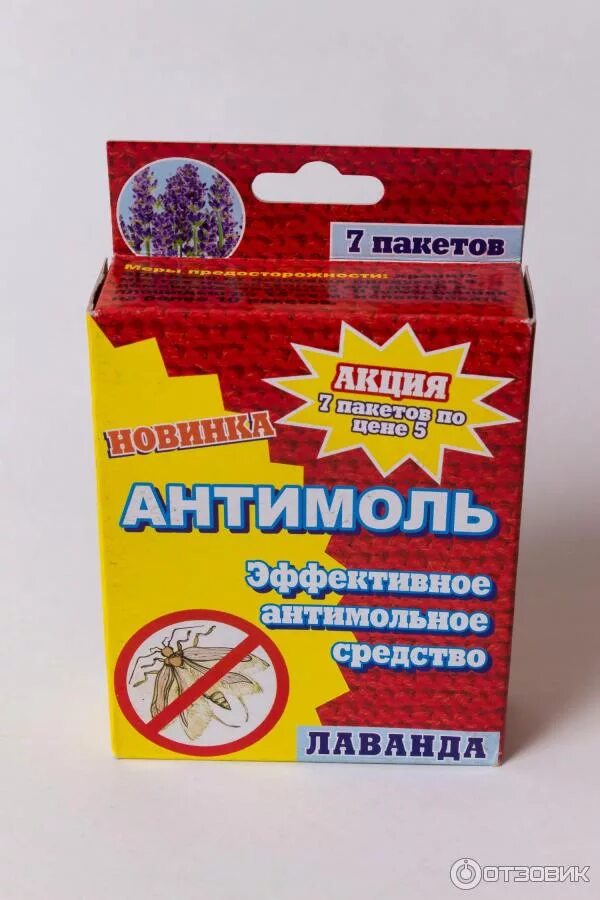 7 пакетов
Меры предосторожности:
АКЦИЯ
7 пакетов по
цене 5
НОВИНКА
АНТИМОЛЬ
Эффективное
антимольное
средство
ЛАВАНДА
ОТЗОВИК